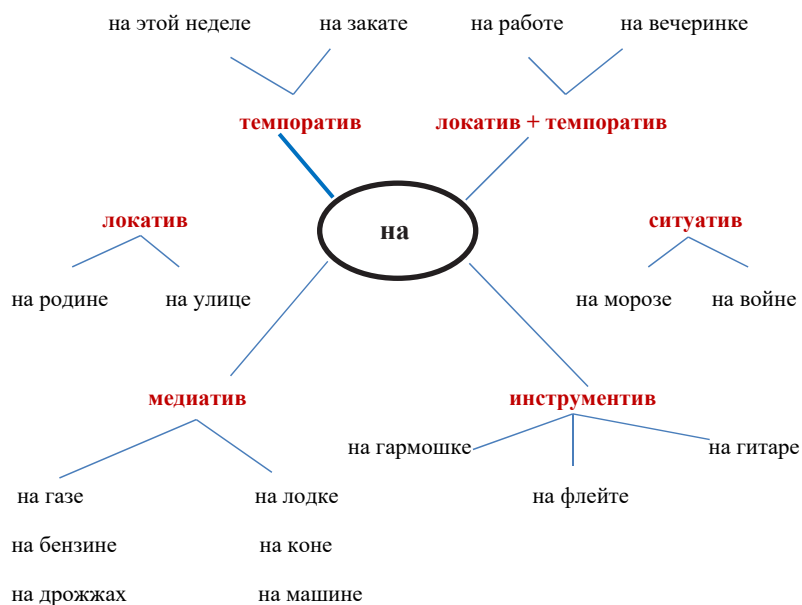 на этой неделе на закате на работе на вечеринке
темпоратив локатив + темпоратив
локатив на ситуатив
на родине на улице на морозе на войне
медиатив инструментив
на гармошке на гитаре
на газе на лодке на флейте
на бензине на коне
на дрожжах на машине